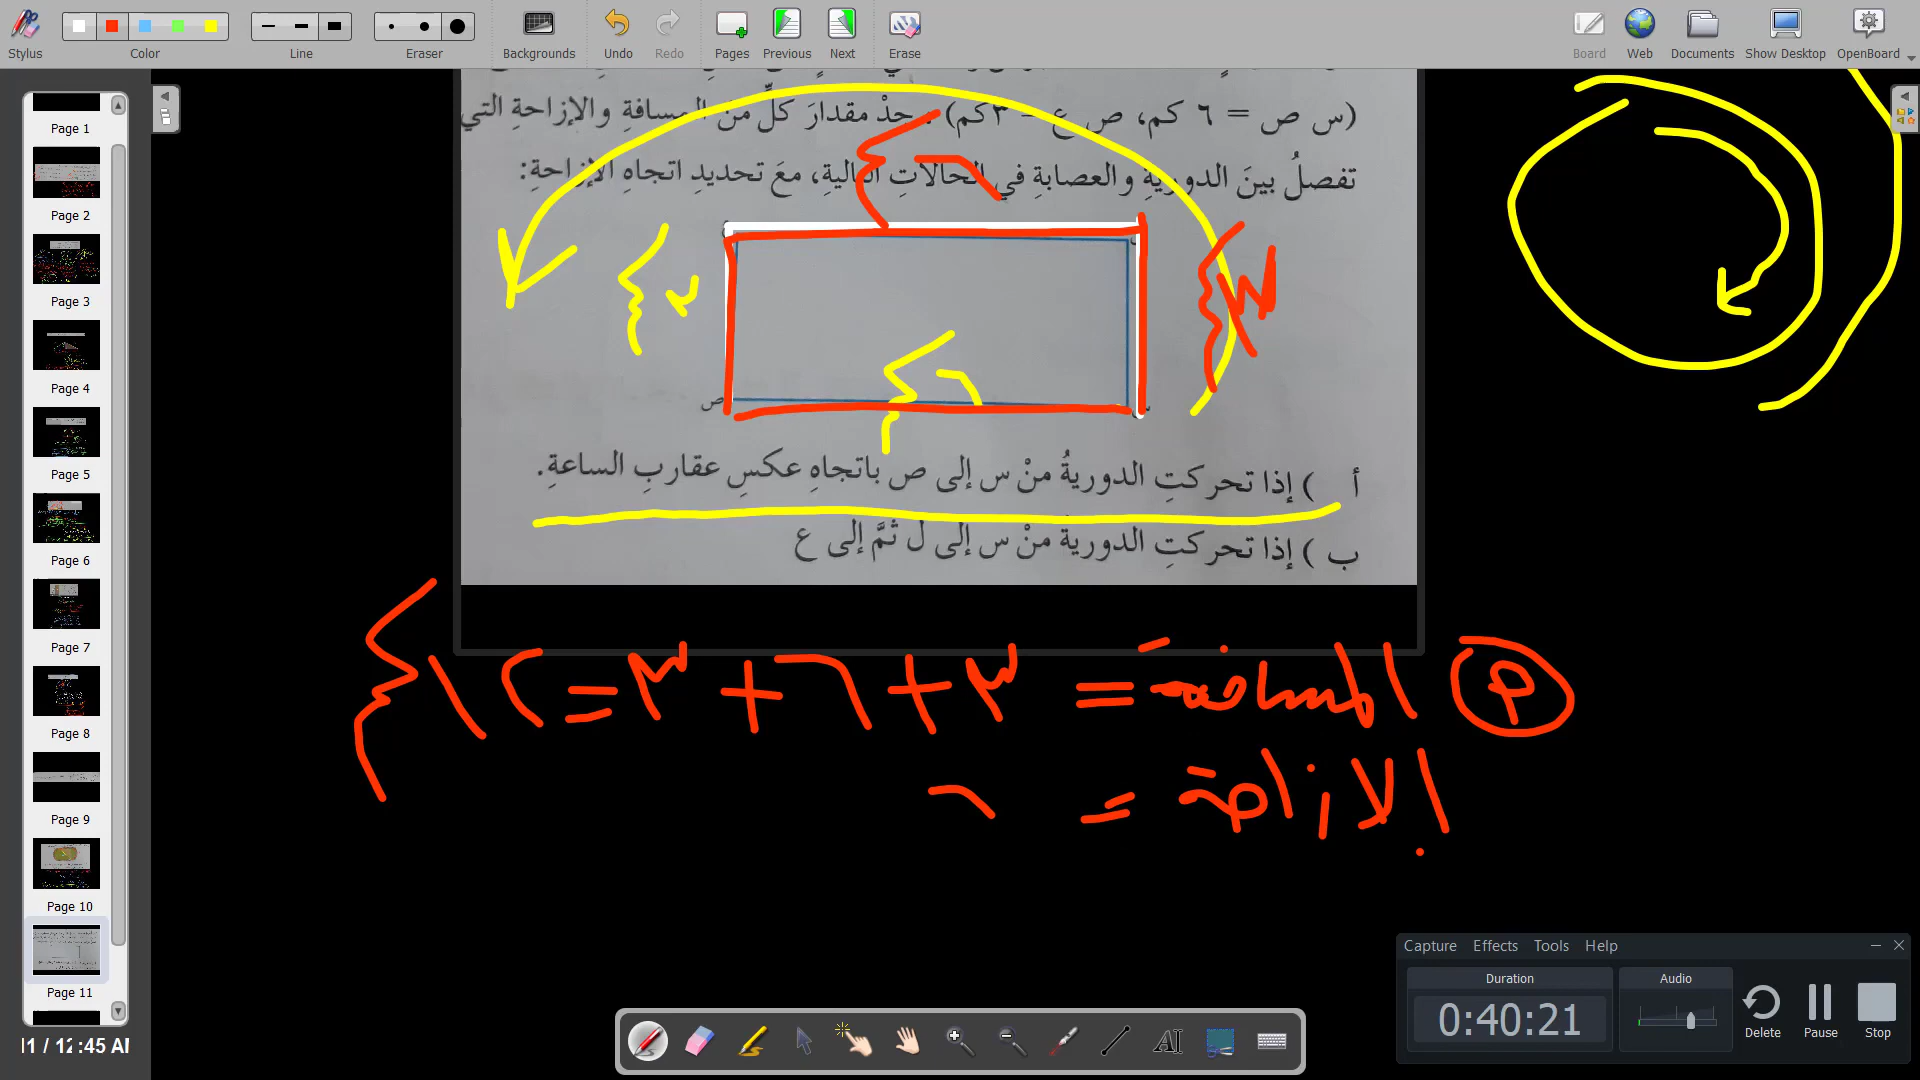 Stylus
Color
Line
Eraser
Backgrounds
Undo
Redo
Pages
Previous
Next
Erase
Board
Web
Documents
Show Desktop
OpenBoard
Page 1
Page 2
Page 3
Page 4
Page 5
Page 6
Page 7
Page 8
Page 9
Page 10
Page 11
(س ص = ٦ كم، ص ع = ٣كم) . جِدْ مقدارَ كلٍّ منَ المسافةِ والإزاحةِ التي
تفصلُ بينَ الدوريةِ والعصابةِ في الحالاتِ التاليةِ، معَ تحديدِ اتجاهِ الإزاحةِ:
٦
٣
٣
٦
ص
أ ) إذا تحركتِ الدوريةُ منْ س إلى ص باتجاهِ عكسِ عقاربِ الساعةِ.
ب ) إذا تحركتِ الدوريةُ منْ س إلى ل ثمَّ إلى ع
أ المسافة = ٣ + ٦ + ٣ = ١٢
الإزاحة = ٦
Capture Effects Tools Help
Duration
0:40:21
Audio
Delete
Pause
Stop